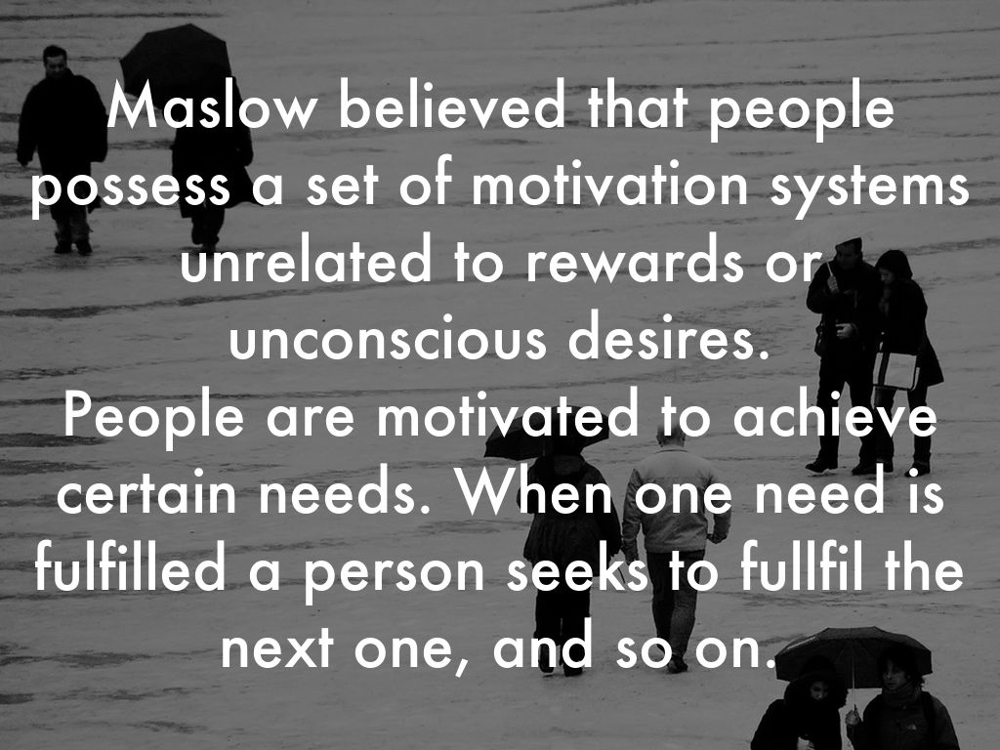 Maslow believed that people
possess a set of motivation systems
unrelated to rewards or
unconscious desires.
People are motivated to achieve
certain needs. When one need is
fulfilled a person seeks to fullfil the
next one, and so on.